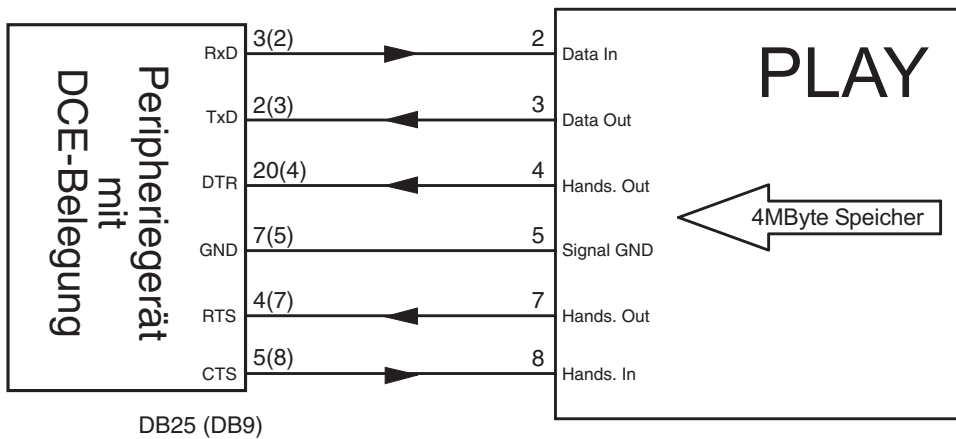 Peripheriegerät
mit
DCE-Belegung
PLAY
RxD 3(2) 2 Data In
TxD 2(3) 3 Data Out
DTR 20(4) 4 Hands. Out
4MByte Speicher
GND 7(5) 5 Signal GND
RTS 4(7) 7 Hands. Out
CTS 5(8) 8 Hands. In
DB25 (DB9)